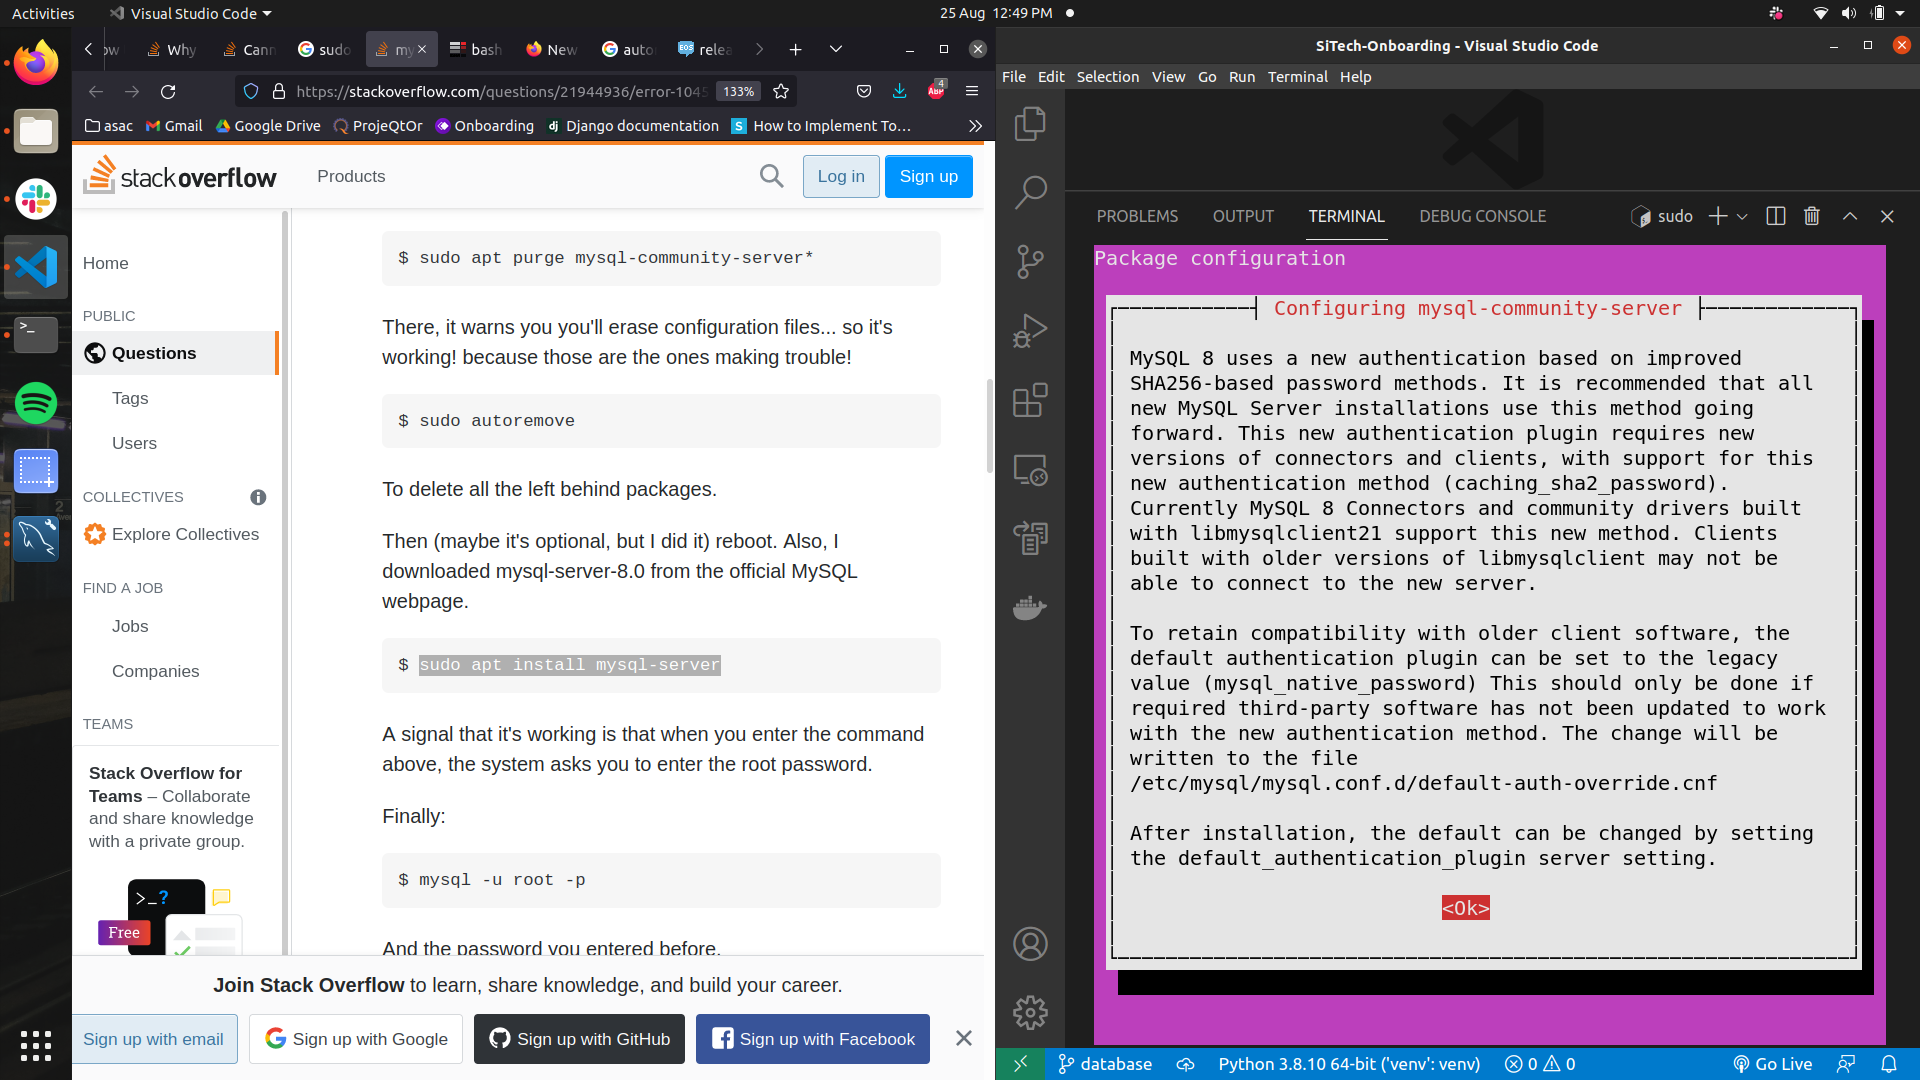 Activities
Visual Studio Code
25 Aug 12:49 PM
Why
sudo
my
bash
New
https://stackoverflow.com/questions/21944936/error-1045
133%
4
ABP
asac
Gmail
Google Drive
ProjeQtOr
Onboarding
dj Django documentation
S How to Implement To…
stackoverflow
Products
Log in
Sign up
Home
PUBLIC
Questions
Tags
Users
COLLECTIVES
Explore Collectives
FIND A JOB
Jobs
Companies
TEAMS
Stack Overflow for
Teams – Collaborate
and share knowledge
with a private group.
>_?
Free
$ sudo apt purge mysql-community-server*
There, it warns you you'll erase configuration files... so it's
working! because those are the ones making trouble!
$ sudo autoremove
To delete all the left behind packages.
Then (maybe it's optional, but I did it) reboot. Also, I
downloaded mysql-server-8.0 from the official MySQL
webpage.
$ sudo apt install mysql-server
A signal that it's working is that when you enter the command
above, the system asks you to enter the root password.
Finally:
$ mysql -u root -p
And the password you entered before.
Join Stack Overflow to learn, share knowledge, and build your career.
Sign up with email
Sign up with Google
Sign up with GitHub
Sign up with Facebook
SiTech-Onboarding - Visual Studio Code
File Edit Selection View Go Run Terminal Help
PROBLEMS OUTPUT TERMINAL DEBUG CONSOLE
sudo
Package configuration
Configuring mysql-community-server
MySQL 8 uses a new authentication based on improved
SHA256-based password methods. It is recommended that all
new MySQL Server installations use this method going
forward. This new authentication plugin requires new
versions of connectors and clients, with support for this
new authentication method (caching_sha2_password).
Currently MySQL 8 Connectors and community drivers built
with libmysqlclient21 support this new method. Clients
built with older versions of libmysqlclient may not be
able to connect to the new server.
To retain compatibility with older client software, the
default authentication plugin can be set to the legacy
value (mysql_native_password) This should only be done if
required third-party software has not been updated to work
with the new authentication method. The change will be
written to the file
/etc/mysql/mysql.conf.d/default-auth-override.cnf
After installation, the default can be changed by setting
the default_authentication_plugin server setting.
<Ok>
database
Python 3.8.10 64-bit ('venv': venv)
0
0
Go Live